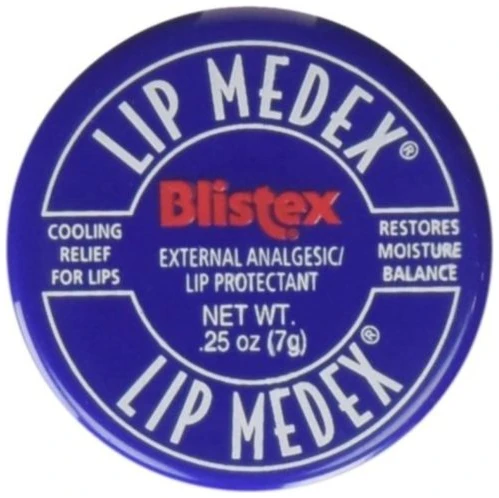 LIP MEDEX®
Blistex
COOLING
RELIEF
FOR LIPS
EXTERNAL ANALGESIC/
LIP PROTECTANT
RESTORES
MOISTURE
BALANCE
NET WT.
.25 oz (7g)
LIP MEDEX®